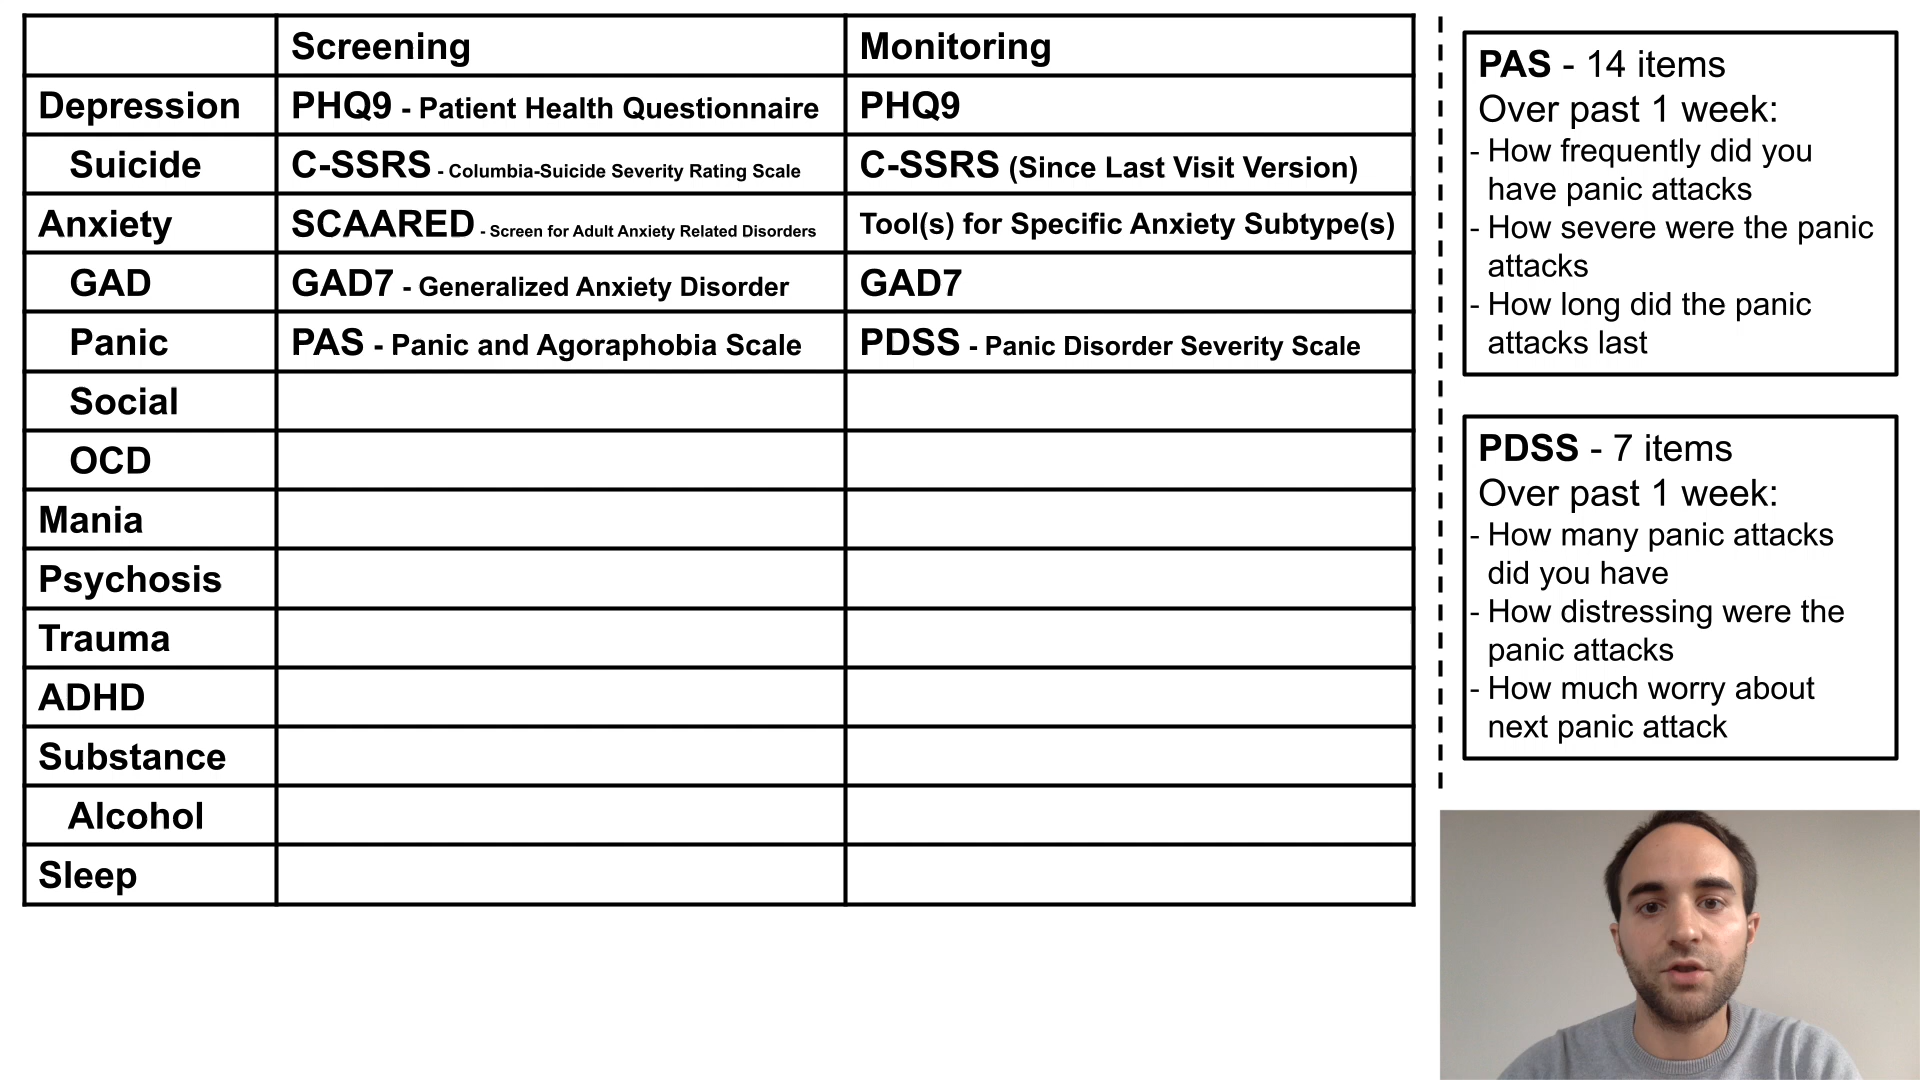 Screening Monitoring
Depression PHQ9 - Patient Health Questionnaire PHQ9
Suicide C-SSRS - Columbia-Suicide Severity Rating Scale C-SSRS (Since Last Visit Version)
Anxiety SCAARED - Screen for Adult Anxiety Related Disorders Tool(s) for Specific Anxiety Subtype(s)
GAD GAD7 - Generalized Anxiety Disorder GAD7
Panic PAS - Panic and Agoraphobia Scale PDSS - Panic Disorder Severity Scale
Social
OCD
Mania
Psychosis
Trauma
ADHD
Substance
Alcohol
Sleep
PAS - 14 items
Over past 1 week:
- How frequently did you
have panic attacks
- How severe were the panic
attacks
- How long did the panic
attacks last
PDSS - 7 items
Over past 1 week:
- How many panic attacks
did you have
- How distressing were the
panic attacks
- How much worry about
next panic attack